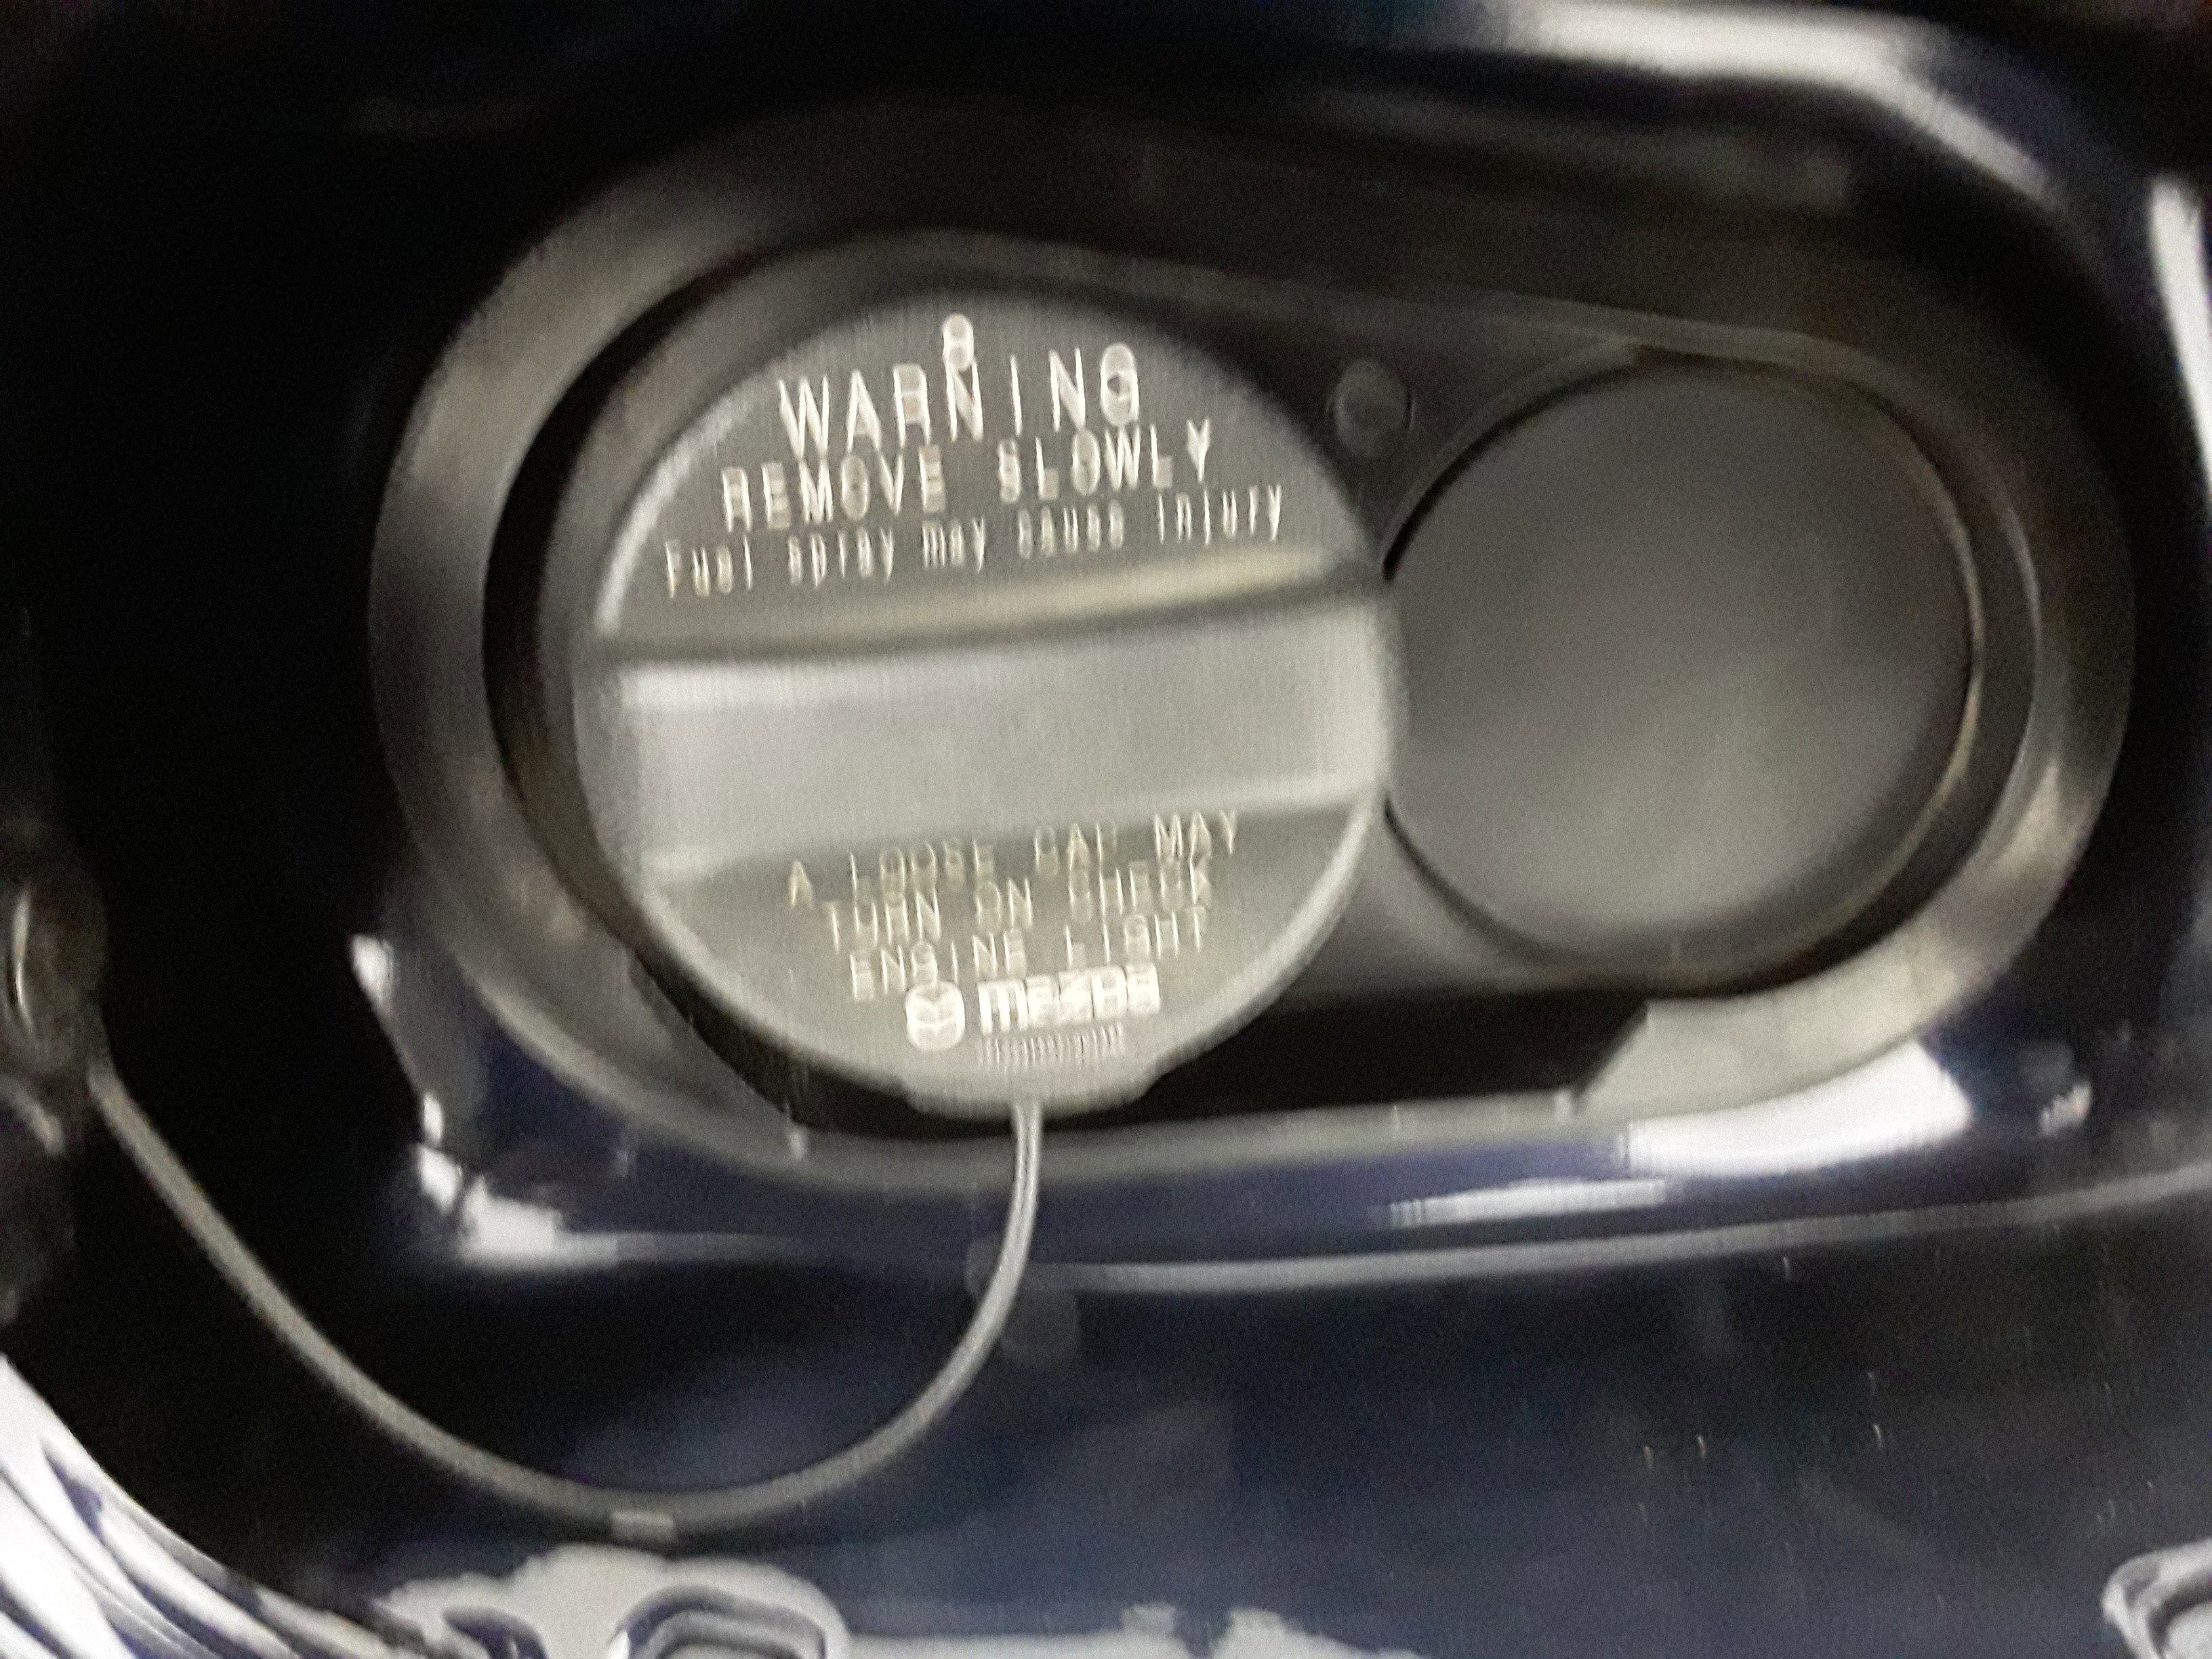 WARNING
REMOVE SLOWLY
Fuel spray may cause injury
A LOOSE CAP MAY
TURN ON CHECK
ENGINE LIGHT
mazda